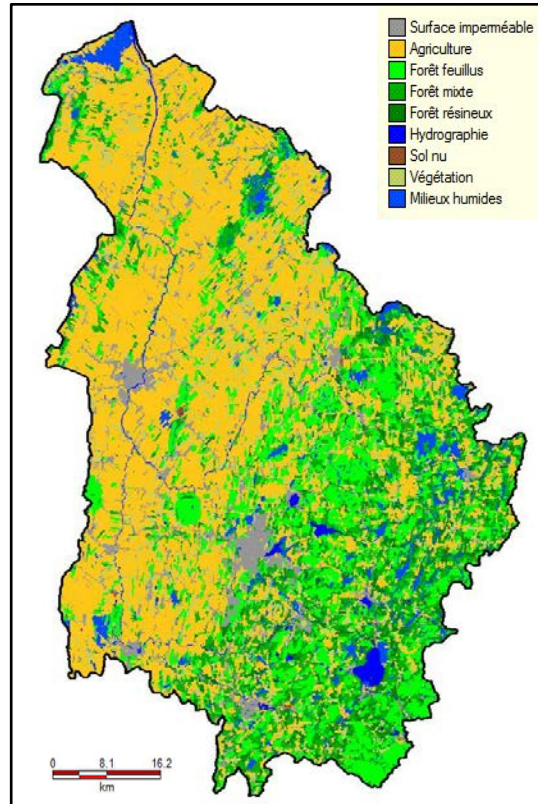 Surface imperméable
Agriculture
Forêt feuillus
Forêt mixte
Forêt résineux
Hydrographie
Sol nu
Végétation
Milieux humides
0 8.1 16.2
km